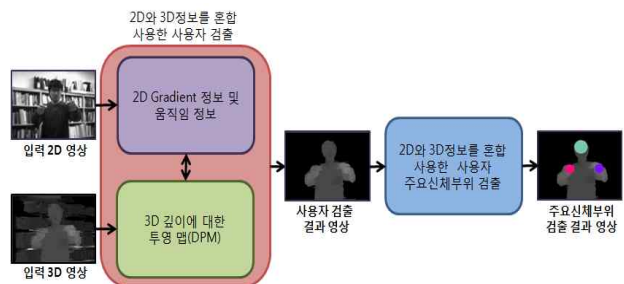 2D와 3D정보를 혼합
사용한 사용자 검출
2D Gradient 정보 및
움직임 정보
입력 2D 영상
3D 깊이에 대한
투영 맵(DPM)
입력 3D 영상
사용자 검출
결과 영상
2D와 3D정보를 혼합
사용한 사용자
주요신체부위 검출
주요신체부위
검출 결과 영상